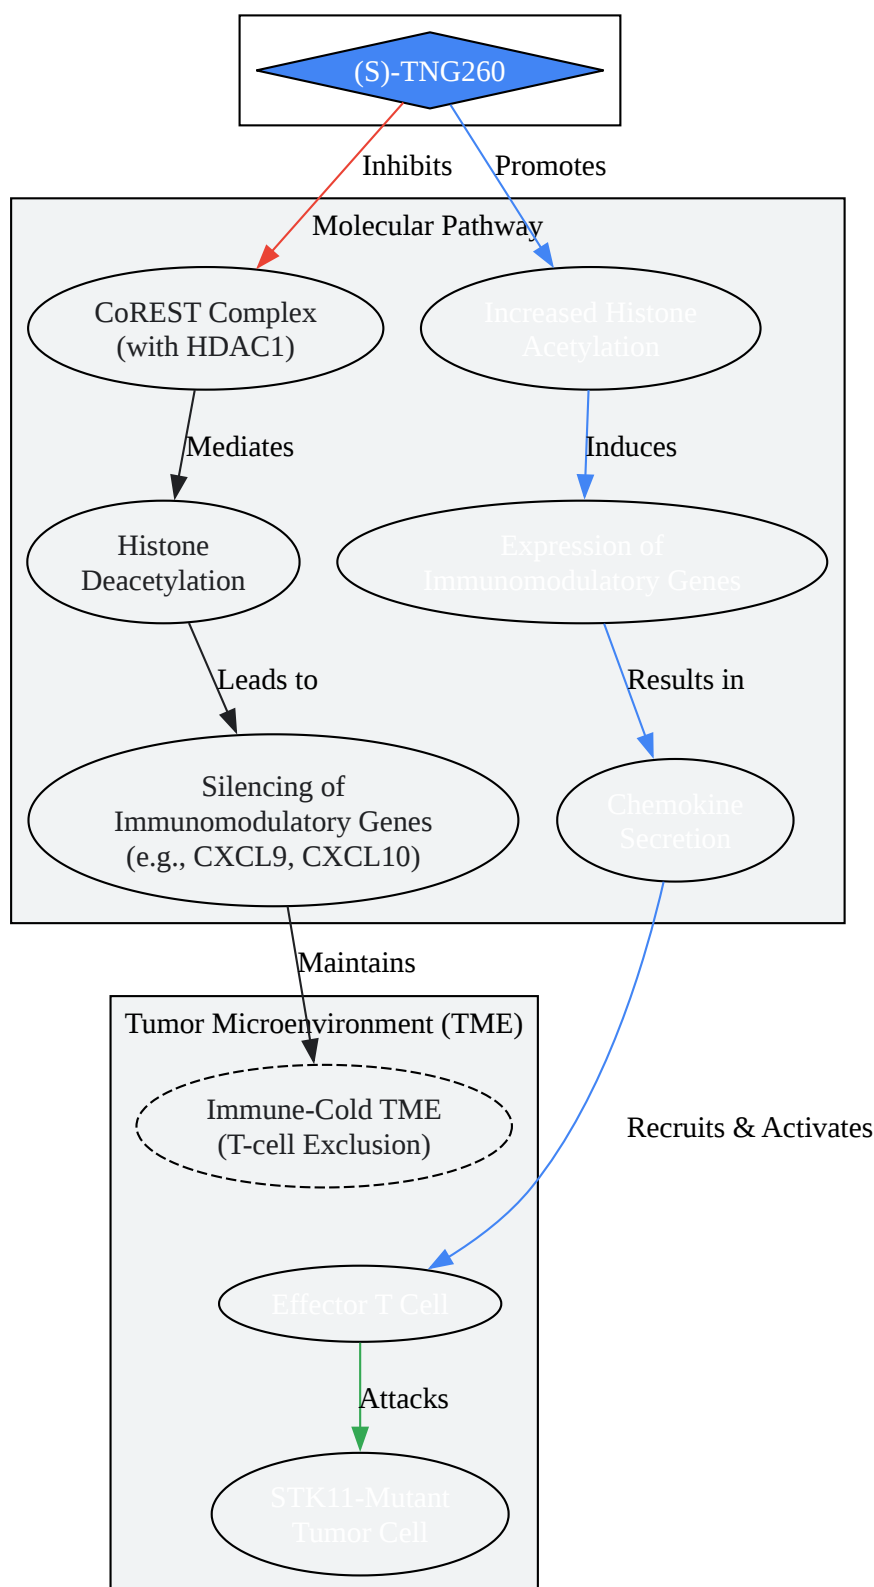 (S)-TNG260
Inhibits
Promotes
Molecular Pathway
CoREST Complex
(with HDAC1)
Increased Histone
Acetylation
Mediates
Induces
Histone
Deacetylation
Expression of
Immunomodulatory Genes
Leads to
Results in
Silencing of
Immunomodulatory Genes
(e.g., CXCL9, CXCL10)
Chemokine
Secretion
Maintains
Tumor Microenvironment (TME)
Immune-Cold TME
(T-cell Exclusion)
Recruits & Activates
Effector T Cell
Attacks
STK11-Mutant
Tumor Cell